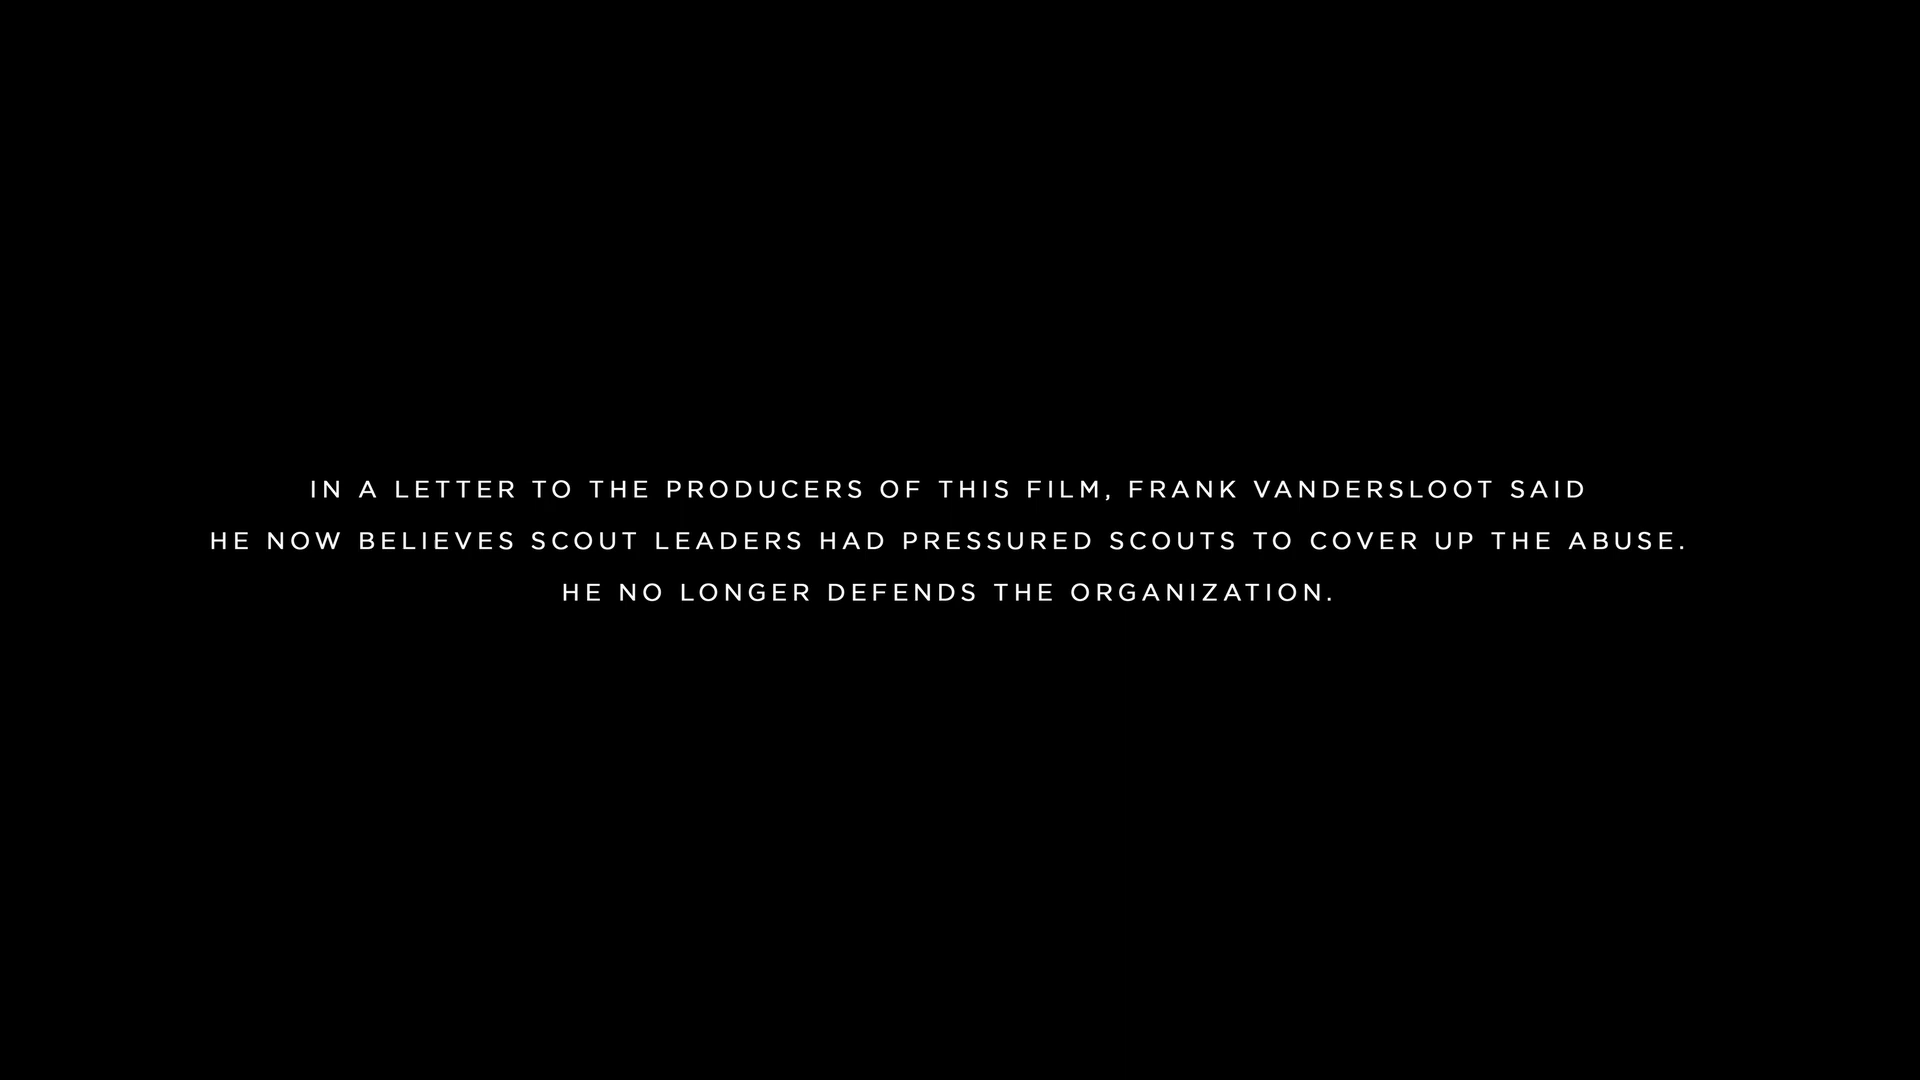 IN A LETTER TO THE PRODUCERS OF THIS FILM, FRANK VANDERSLOOT SAID
HE NOW BELIEVES SCOUT LEADERS HAD PRESSURED SCOUTS TO COVER UP THE ABUSE.
HE NO LONGER DEFENDS THE ORGANIZATION.